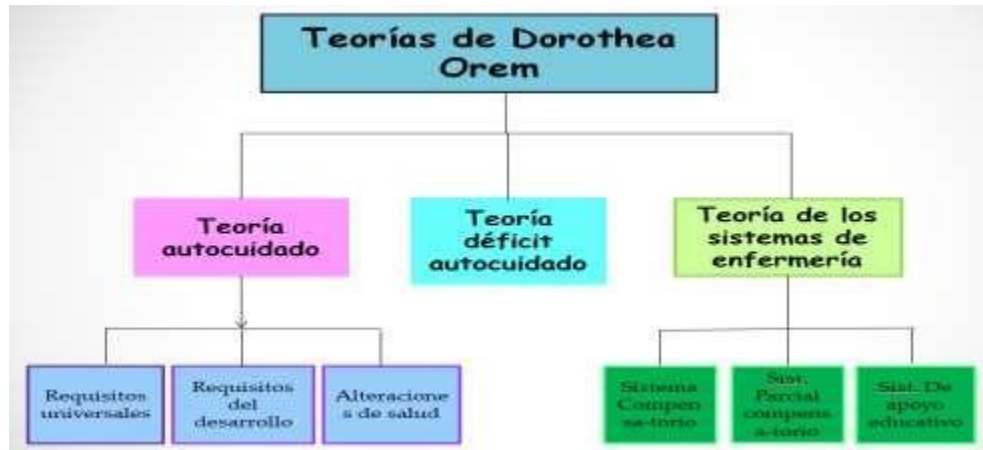 Teorías de Dorothea
Orem
Teoría
autocuidado
Teoría
déficit
autocuidado
Teoría de los
sistemas de
enfermería
Requisitos
universales
Requisitos
del
desarrollo
Alteracione
s de salud
Sistema
Compen
sa-torio
Sist.
Parcial
compens
a-torio
Sist. De
apoyo
educativo